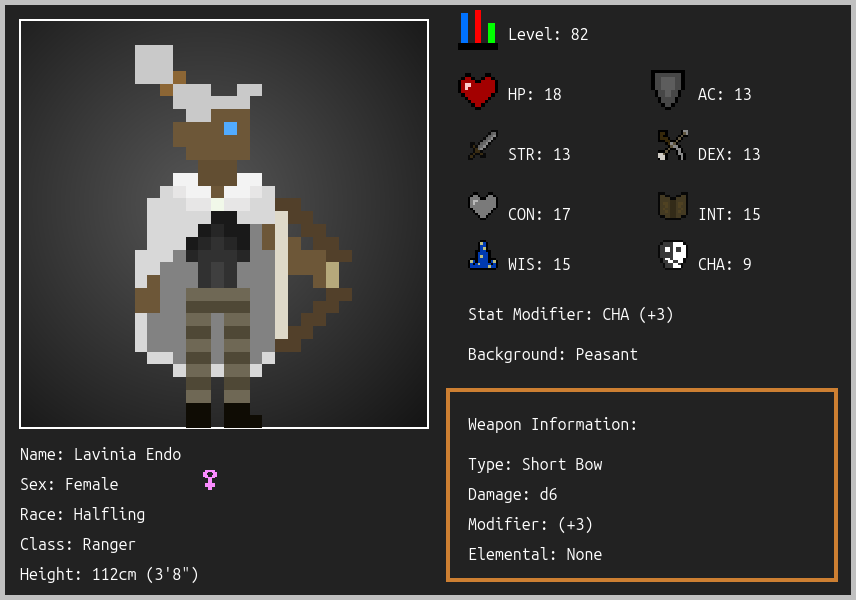 Level: 82
HP: 18
AC: 13
STR: 13
DEX: 13
CON: 17
INT: 15
WIS: 15
CHA: 9
Stat Modifier: CHA (+3)
Background: Peasant
Weapon Information:
Type: Short Bow
Damage: d6
Modifier: (+3)
Elemental: None
Name: Lavinia Endo
Sex: Female
Race: Halfling
Class: Ranger
Height: 112cm (3'8")